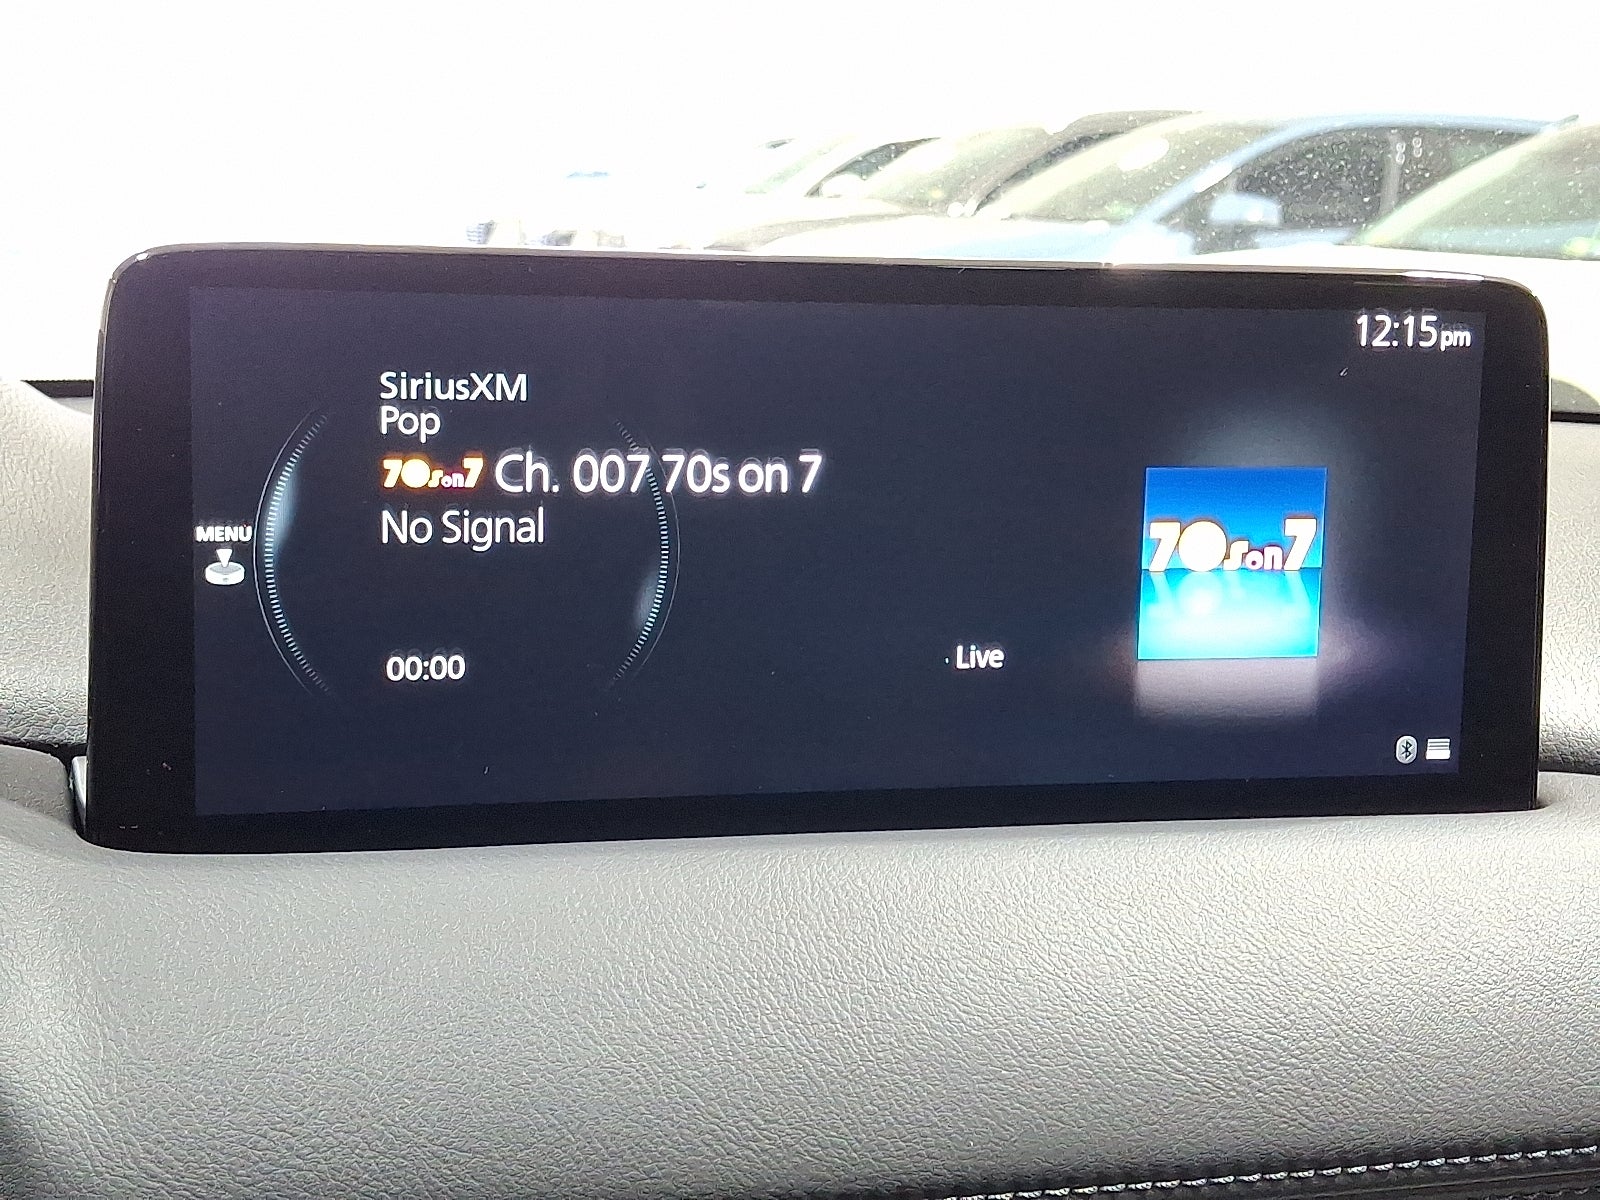 12:15pm
SiriusXM
Pop
70s on 7 Ch. 007 70s on 7
No Signal
MENU
70s on 7
00:00
Live